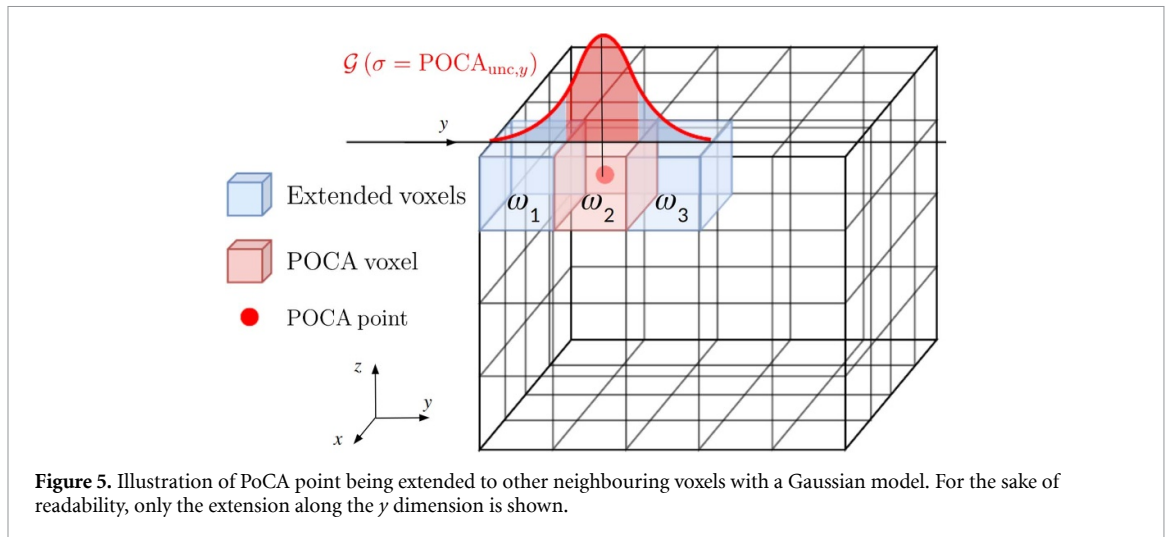 𝒢 (σ = POCA_unc,y)
y
Extended voxels
ω₁ ω₂ ω₃
POCA voxel
POCA point
z
y
x
Figure 5. Illustration of PoCA point being extended to other neighbouring voxels with a Gaussian model. For the sake of
readability, only the extension along the y dimension is shown.